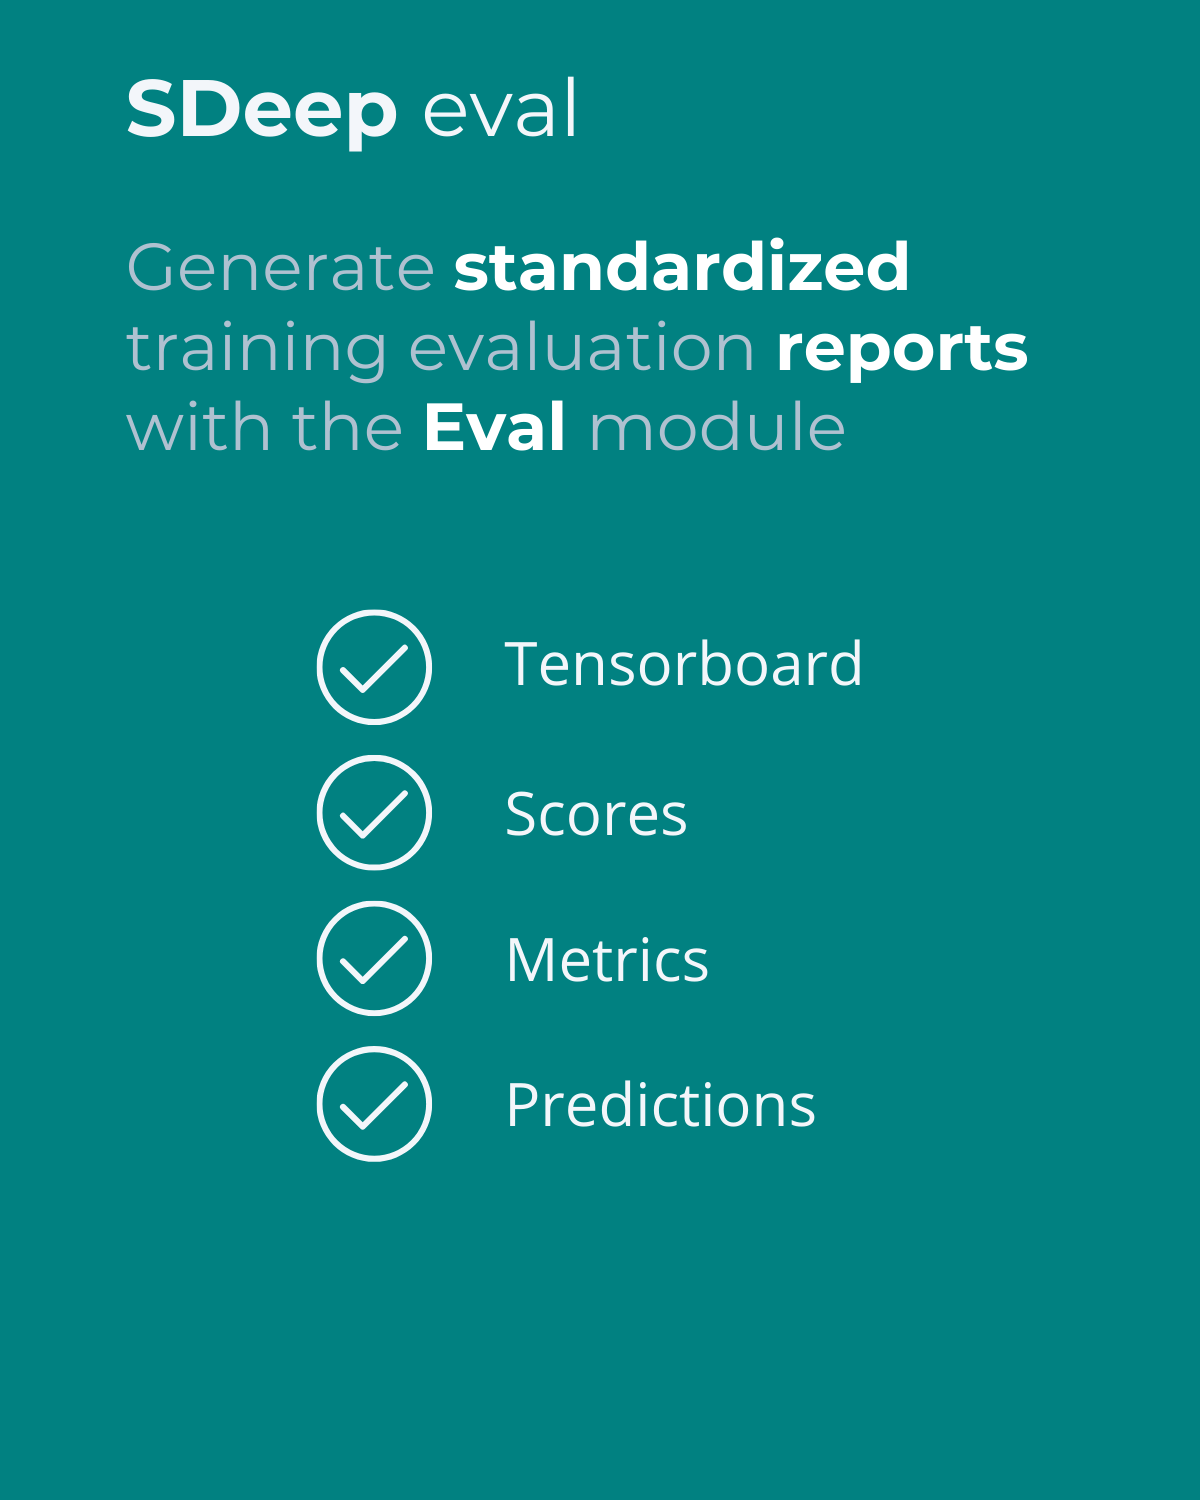 SDeep eval
Generate standardized
training evaluation reports
with the Eval module
Tensorboard
Scores
Metrics
Predictions